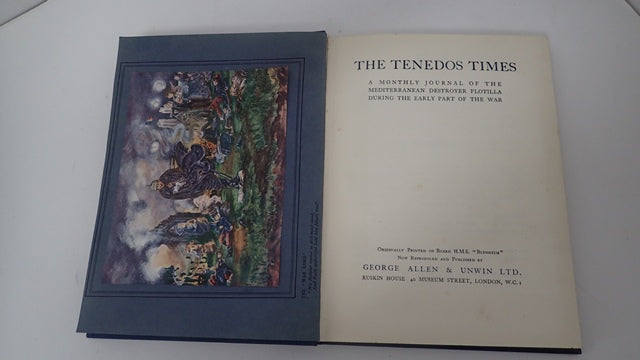 THE TENEDOS TIMES
A MONTHLY JOURNAL OF THE
MEDITERRANEAN DESTROYER FLOTILLA
DURING THE EARLY PART OF THE WAR
ORIGINALLY PRINTED ON BOARD H.M.S. "BLENHEIM"
NOW REPRODUCED AND PUBLISHED BY
GEORGE ALLEN & UNWIN LTD.
RUSKIN HOUSE 40 MUSEUM STREET, LONDON, W.C.1